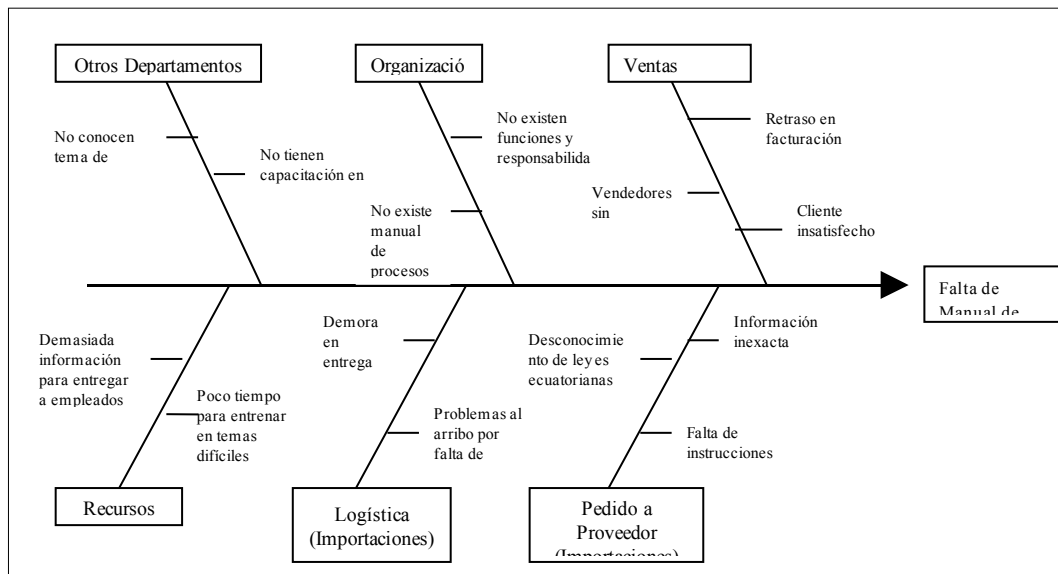 Otros Departamentos
Organizació
Ventas
No conocen
tema de
No tienen
capacitación en
No existen
funciones y
responsabilida
No existe
manual
de
procesos
Retraso en
facturación
Vendedores
sin
Cliente
insatisfecho
Falta de
Manual de
Demasiada
información
para entregar
a empleados
Poco tiempo
para entrenar
en temas
difíciles
Demora
en
entrega
Problemas al
arribo por
falta de
Desconocimie
nto de leyes
ecuatorianas
Información
inexacta
Falta de
instrucciones
Recursos
Logística
(Importaciones)
Pedido a
Proveedor
(Importaciones)